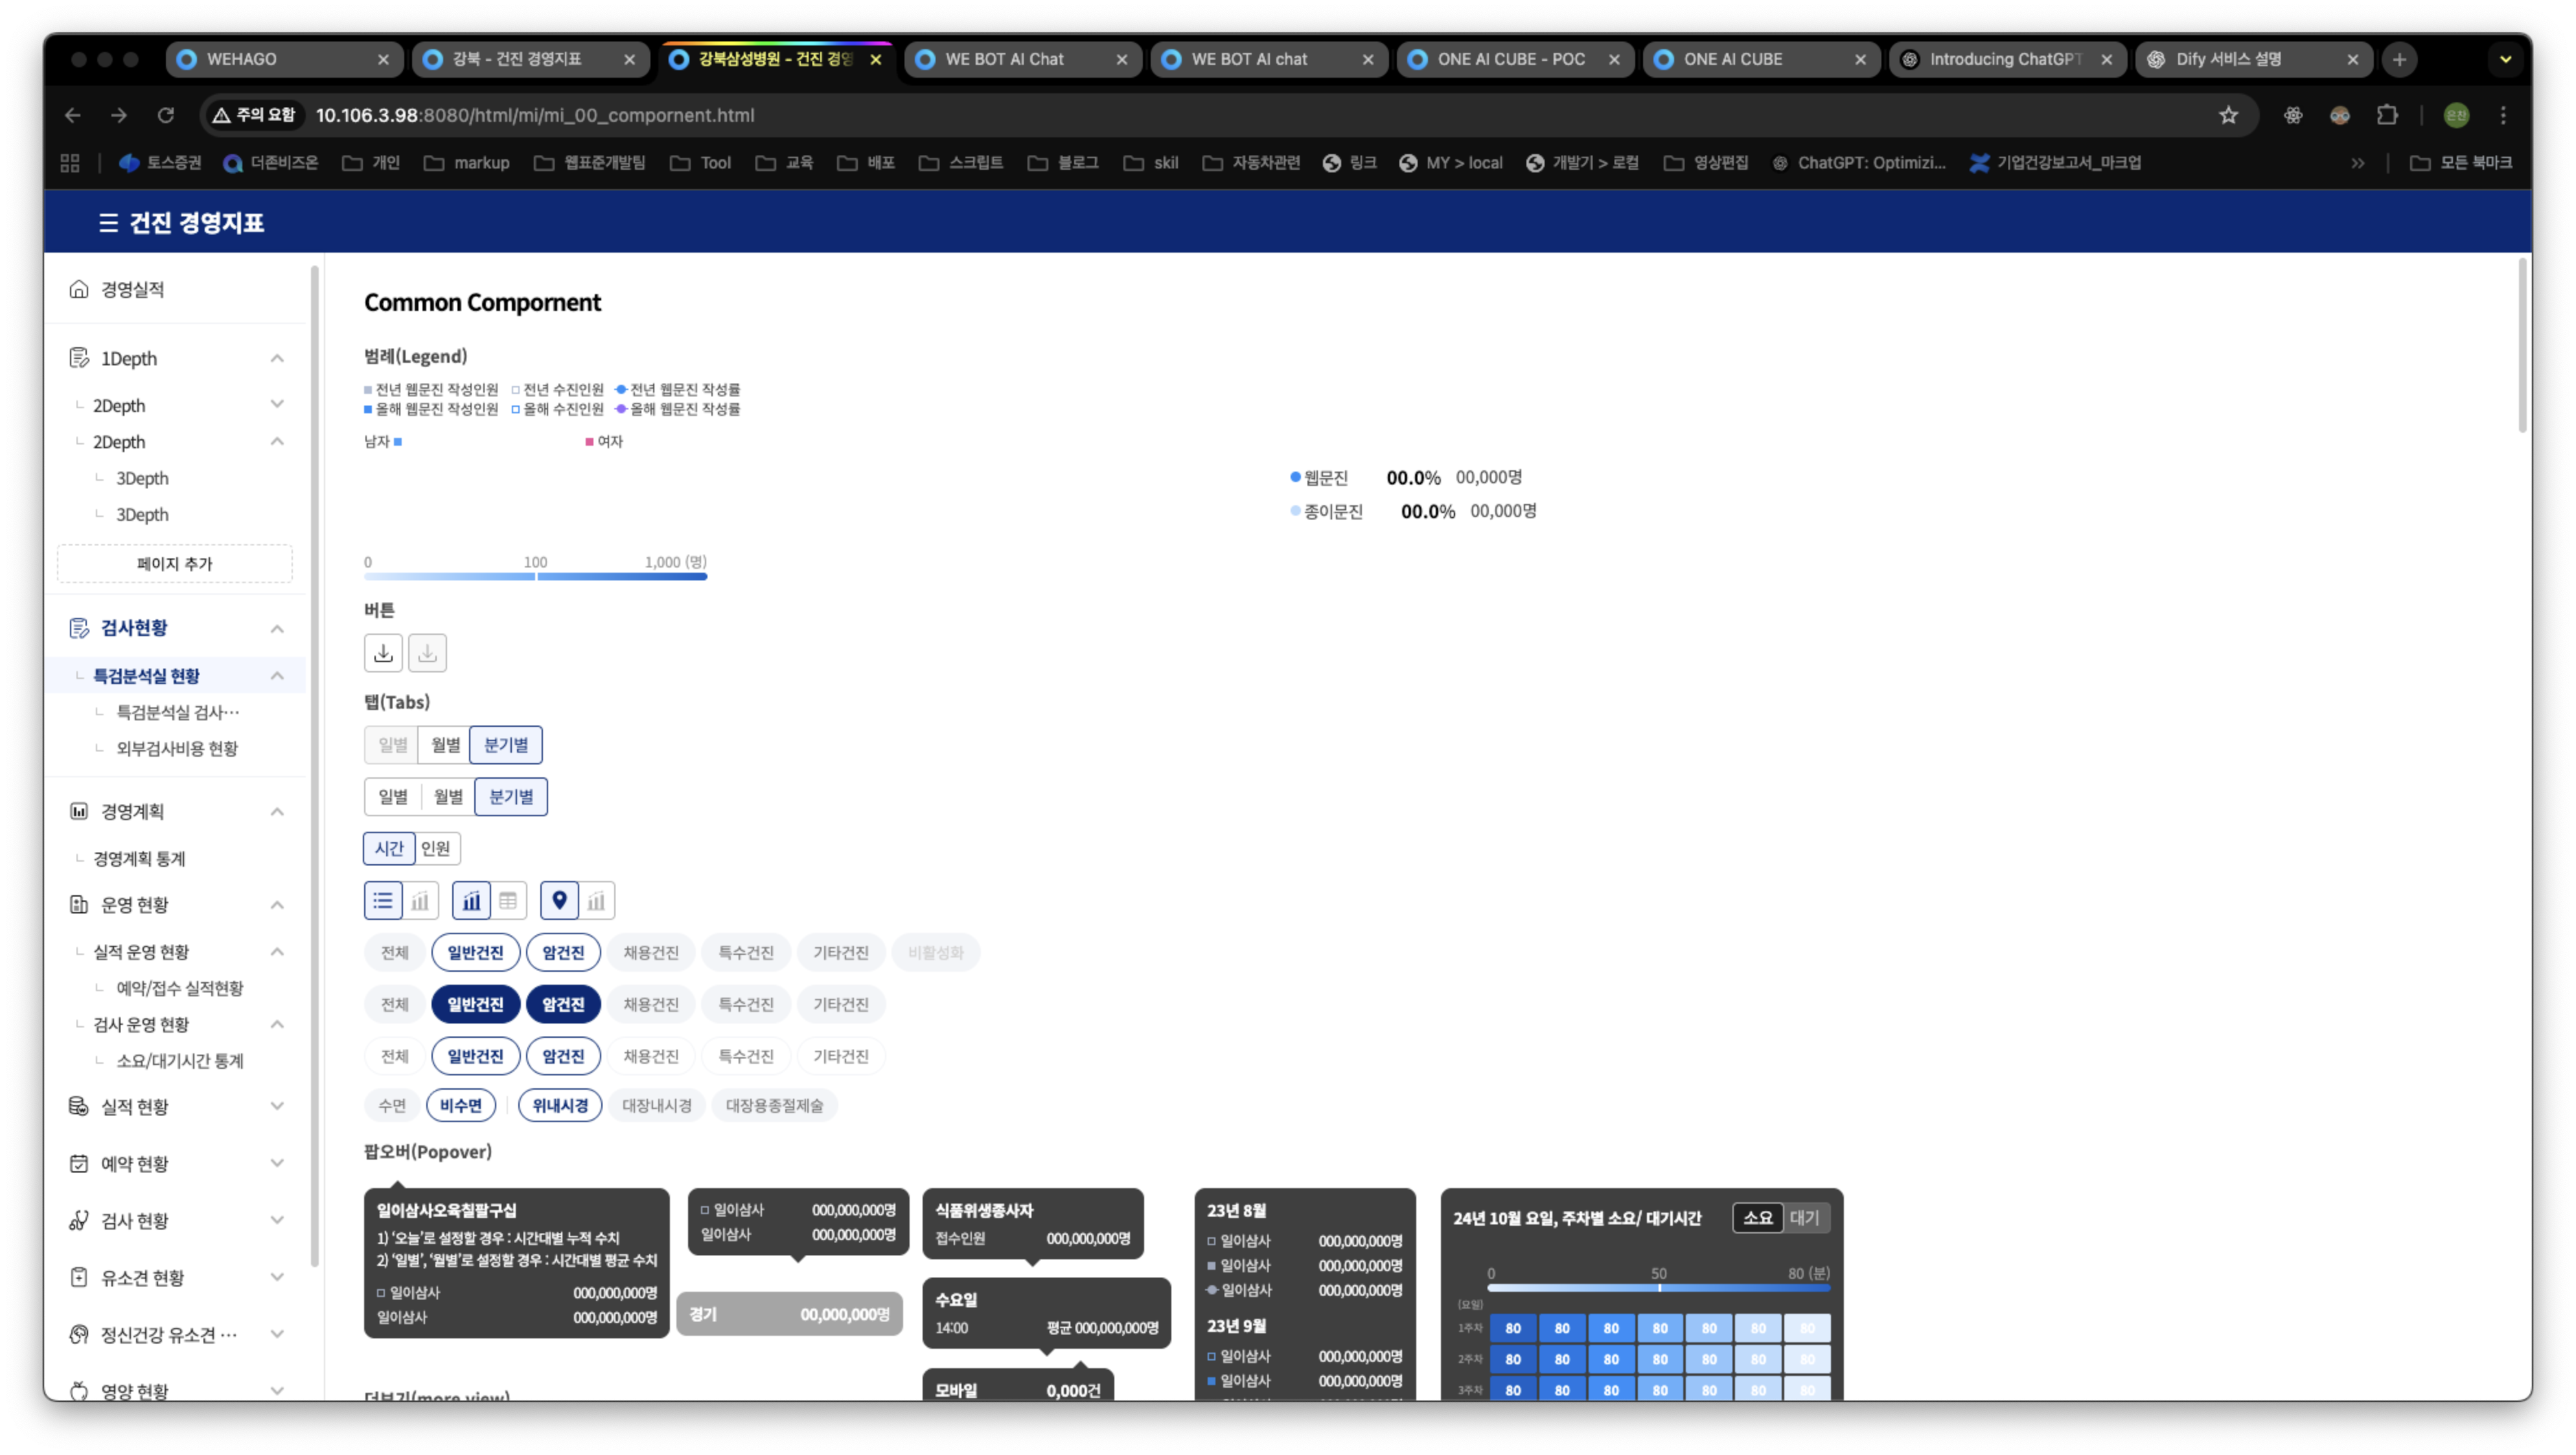 WEHAGO
강북 - 건진 경영지표
강북삼성병원 - 건진 경영
WE BOT AI Chat
WE BOT AI chat
ONE AI CUBE - POC
ONE AI CUBE
Introducing ChatGPT
Dify 서비스 설명
주의 요함 10.106.3.98:8080/html/mi/mi_00_compornent.html
은찬
토스증권 더존비즈온 개인 markup 웹표준개발팀 Tool 교육 배포 스크립트 블로그 skil 자동차관련 링크 MY > local 개발기 > 로컬 영상편집 ChatGPT: Optimizi... 기업건강보고서_마크업 모든 북마크
건진 경영지표
경영실적
1Depth
2Depth
2Depth
3Depth
3Depth
페이지 추가
검사현황
특검분석실 현황
특검분석실 검사···
외부검사비용 현황
경영계획
경영계획 통계
운영 현황
실적 운영 현황
예약/접수 실적현황
검사 운영 현황
소요/대기시간 통계
실적 현황
예약 현황
검사 현황
유소견 현황
정신건강 유소견 ···
영양 현황
Common Compornent
범례(Legend)
전년 웹문진 작성인원 전년 수진인원 전년 웹문진 작성률
올해 웹문진 작성인원 올해 수진인원 올해 웹문진 작성률
남자 여자
웹문진 00.0% 00,000명
종이문진 00.0% 00,000명
0 100 1,000 (명)
버튼
탭(Tabs)
일별 월별 분기별
일별 월별 분기별
시간 인원
전체 일반건진 암건진 채용건진 특수건진 기타건진 비활성화
전체 일반건진 암건진 채용건진 특수건진 기타건진
전체 일반건진 암건진 채용건진 특수건진 기타건진
수면 비수면 위내시경 대장내시경 대장용종절제술
팝오버(Popover)
일이삼사오육칠팔구십
1) ‘오늘’로 설정할 경우 : 시간대별 누적 수치
2) ‘일별’, ‘월별’로 설정할 경우 : 시간대별 평균 수치
일이삼사 000,000,000명
일이삼사 000,000,000명
일이삼사 000,000,000명
일이삼사 000,000,000명
경기 00,000,000명
식품위생종사자
접수인원 000,000,000명
수요일
14:00 평균 000,000,000명
모바일 0,000건
23년 8월
일이삼사 000,000,000명
일이삼사 000,000,000명
일이삼사 000,000,000명
23년 9월
일이삼사 000,000,000명
일이삼사 000,000,000명
24년 10월 요일, 주차별 소요/ 대기시간 소요 대기
0 50 80 (분)
(요일)
1주차 80 80 80 80 80 80 80
2주차 80 80 80 80 80 80 80
3주차 80 80 80 80 80 80 80
더보기(more view)